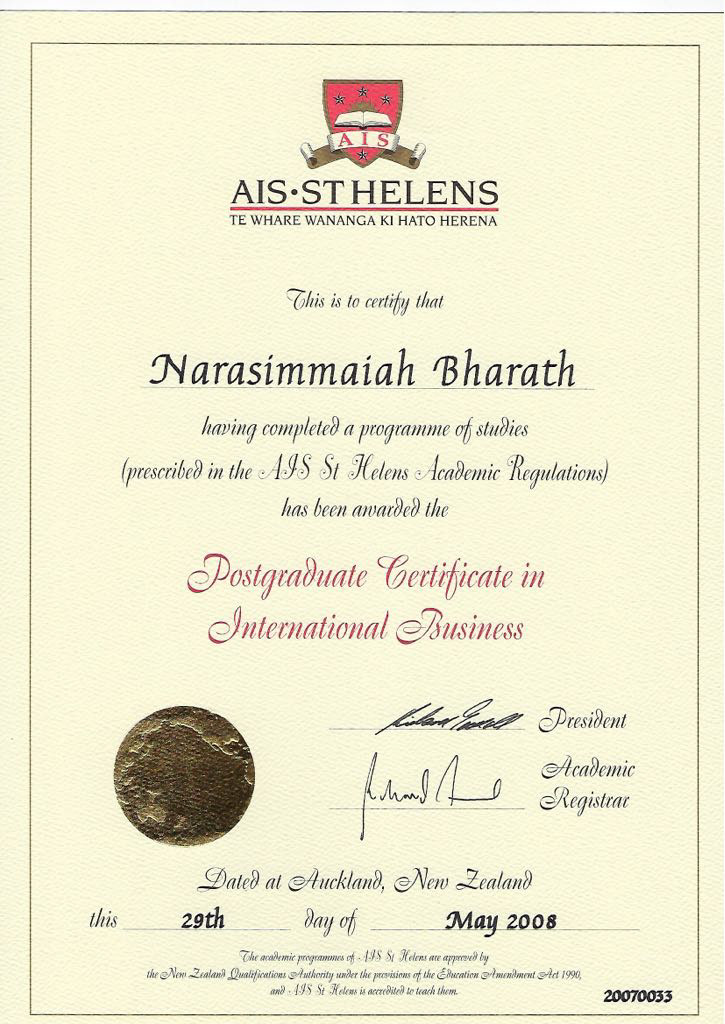 AIS
AIS•ST HELENS
TE WHARE WANANGA KI HATO HERENA
This is to certify that
Narasimmaiah Bharath
having completed a programme of studies
(prescribed in the AIS St Helens Academic Regulations)
has been awarded the
Postgraduate Certificate in
International Business
President
Academic
Registrar
Dated at Auckland, New Zealand
this 29th day of May 2008
The academic programmes of AIS St Helens are approved by
the New Zealand Qualifications Authority under the provisions of the Education Amendment Act 1990,
and AIS St Helens is accredited to teach them.
20070033